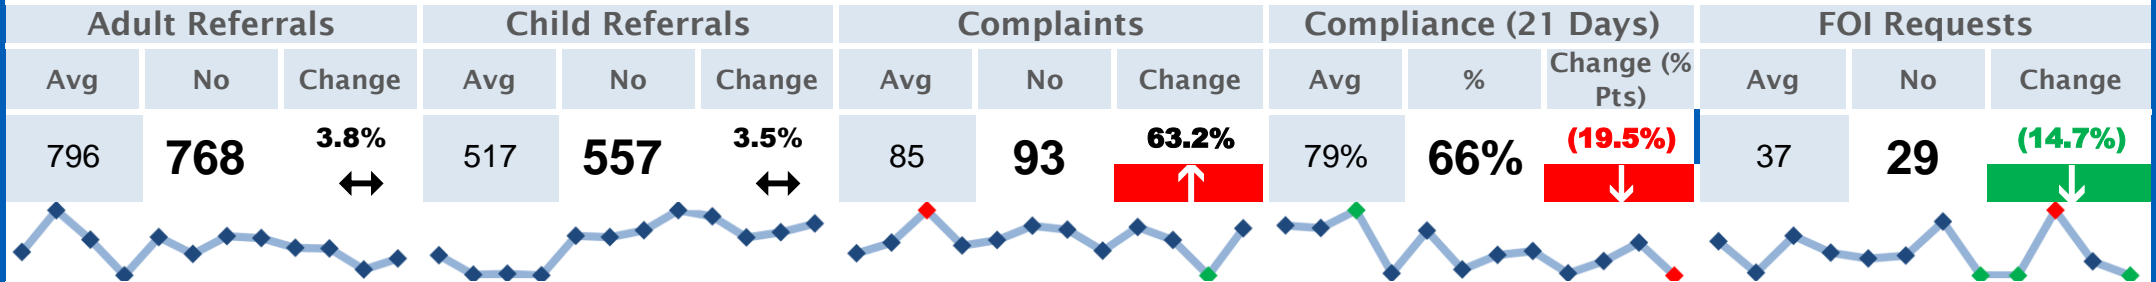 Adult Referrals Child Referrals Complaints Compliance (21 Days) FOI Requests
Avg No Change Avg No Change Avg No Change Avg % Change (% Pts) Avg No Change
796 768 3.8% 517 557 3.5% 85 93 63.2% 79% 66% (19.5%) 37 29 (14.7%)